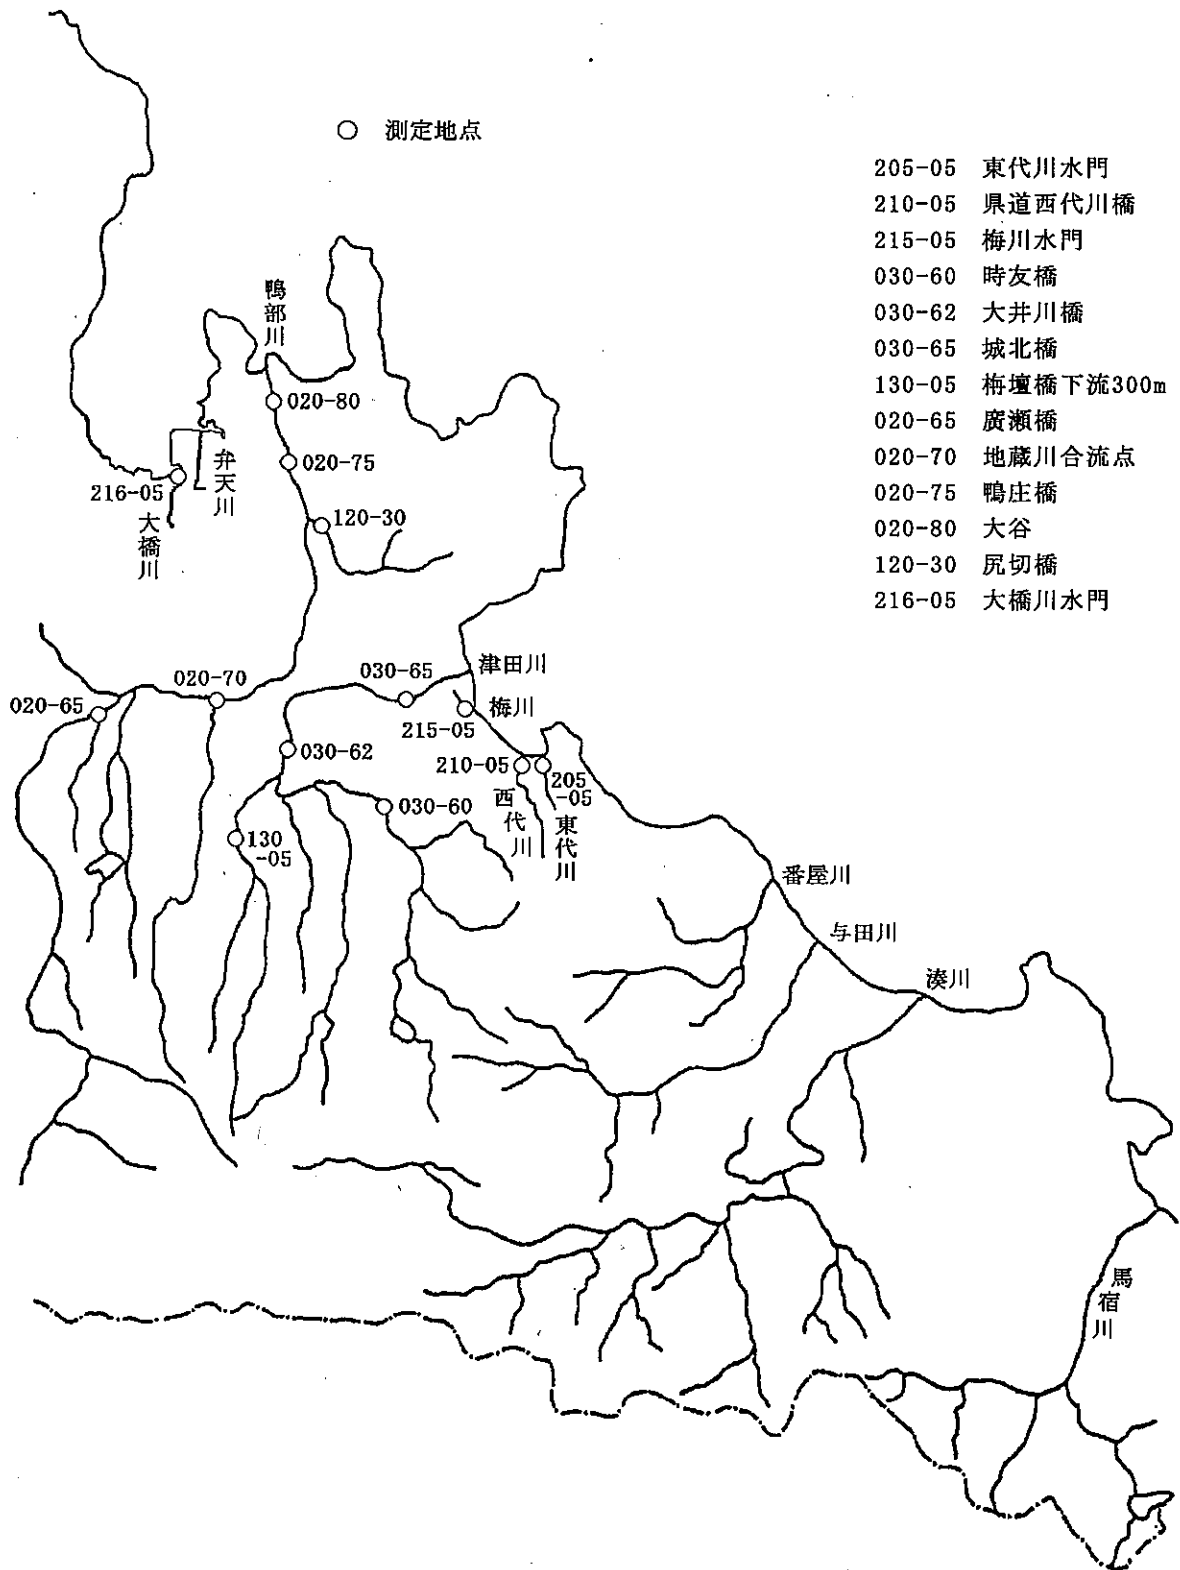 ○ 測定地点
205-05 東代川水門
210-05 県道西代川橋
215-05 梅川水門
030-60 時友橋
030-62 大井川橋
030-65 城北橋
130-05 栴壇橋下流300m
020-65 廣瀬橋
020-70 地蔵川合流点
020-75 鴨庄橋
020-80 大谷
120-30 尻切橋
216-05 大橋川水門
鴨部川
020-80
020-75
弁天川
216-05
大橋川
120-30
津田川
030-65
020-70
020-65
梅川
215-05
030-62
210-05
205
-05
西代川
東代川
030-60
130
-05
番屋川
与田川
湊川
馬宿川